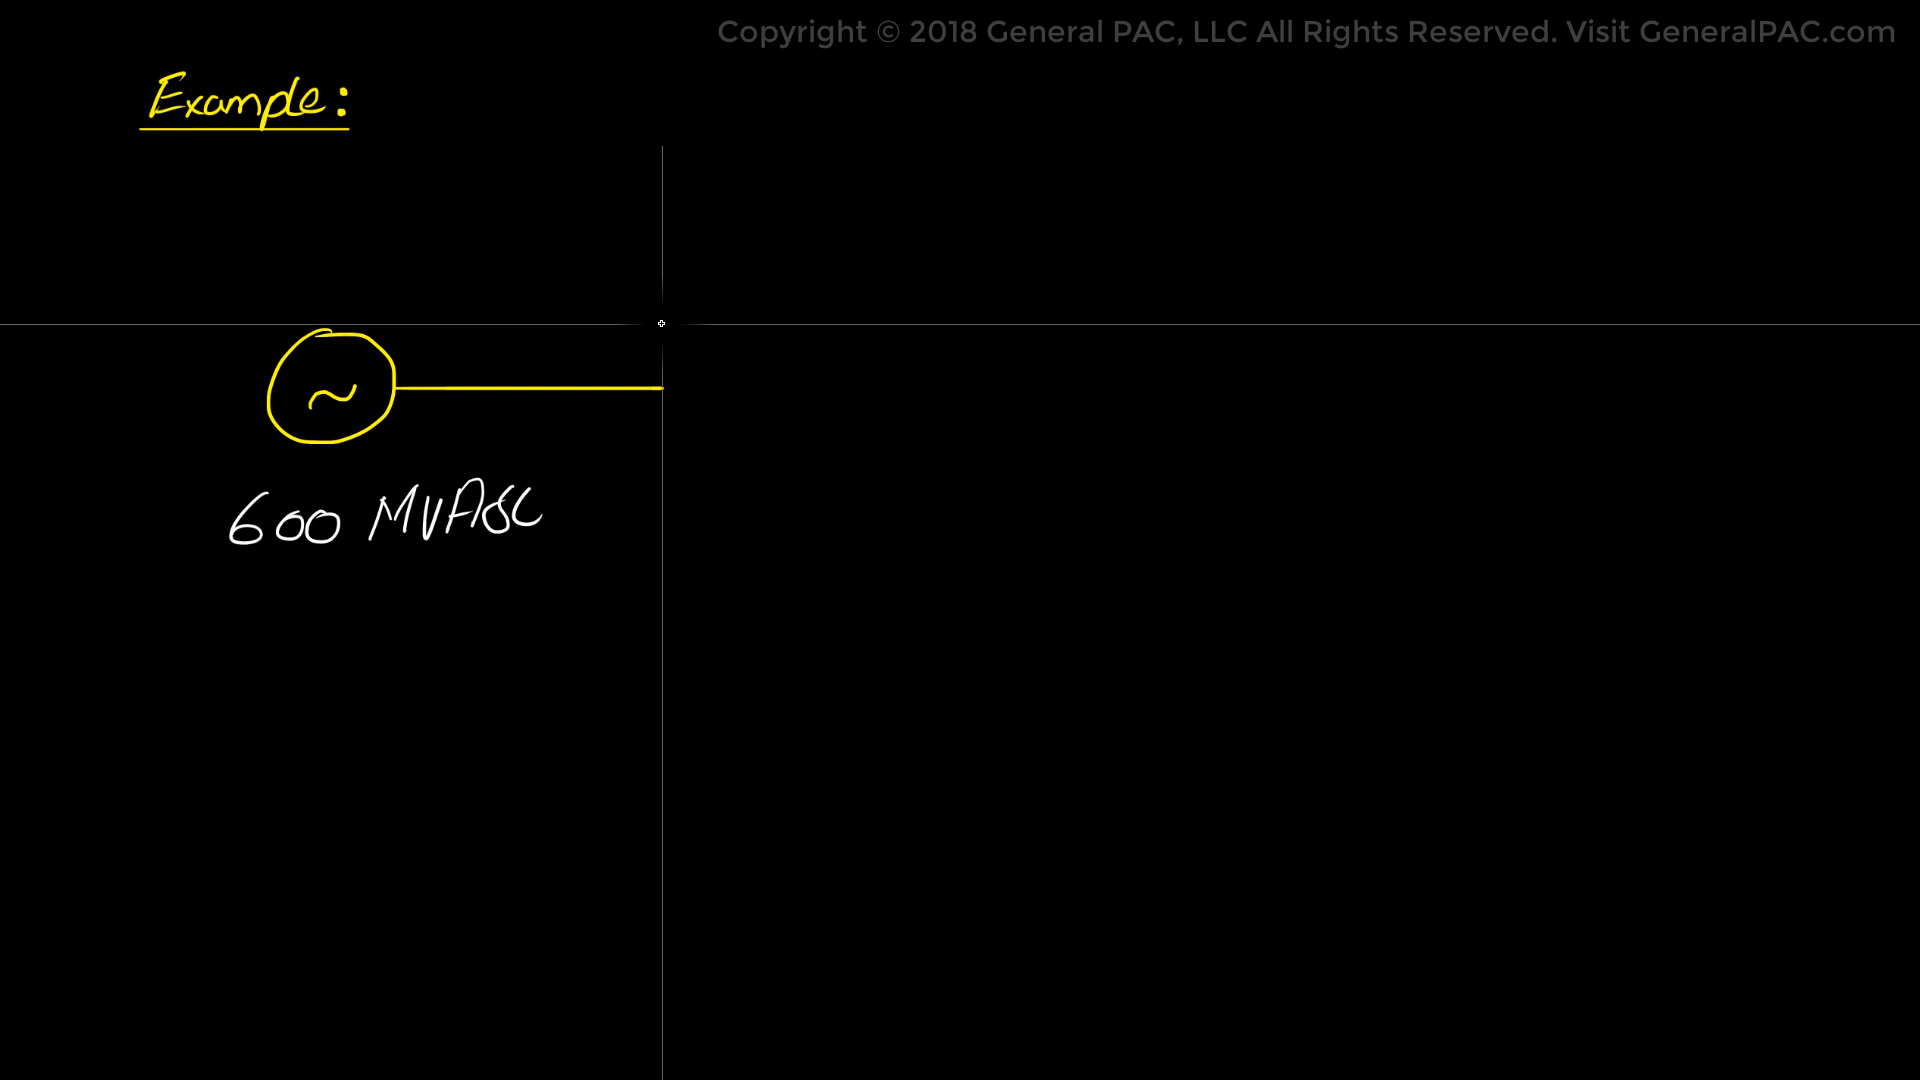 Copyright © 2018 General PAC, LLC All Rights Reserved. Visit GeneralPAC.com
Example:
~
600 MVASC